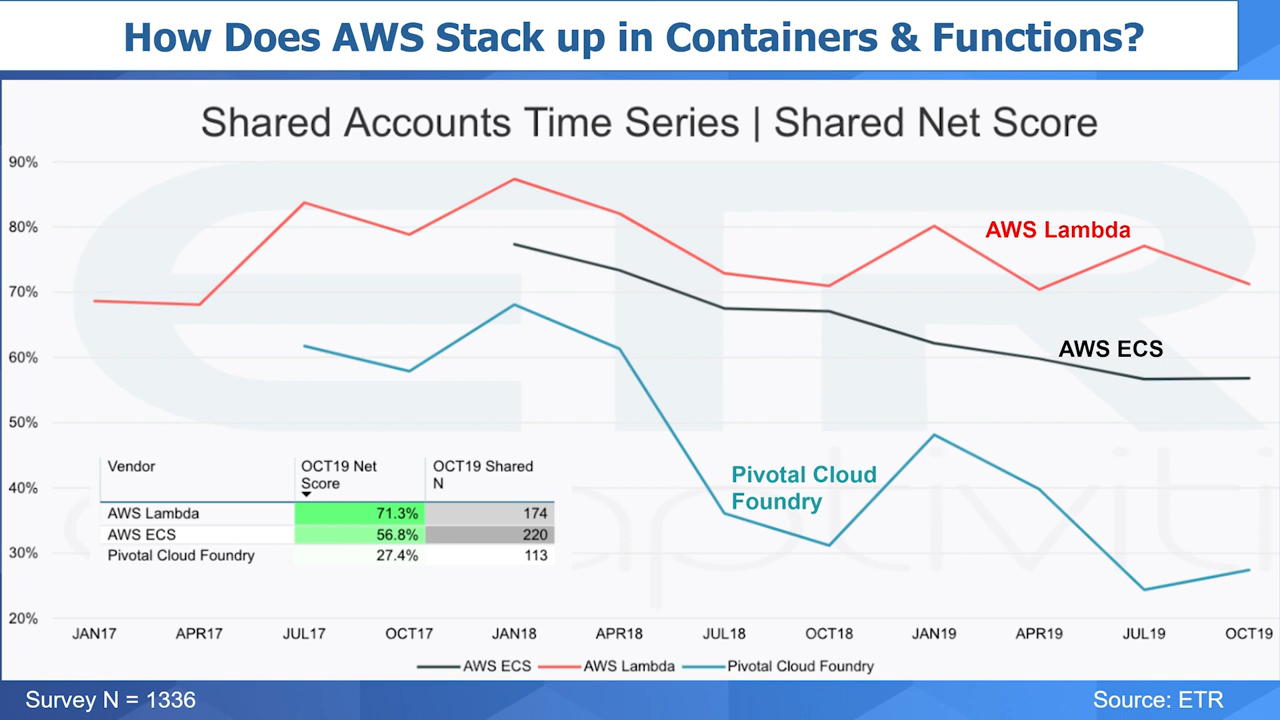 How Does AWS Stack up in Containers & Functions?
Shared Accounts Time Series | Shared Net Score
90%
80%
70%
60%
50%
40%
30%
20%
AWS Lambda
AWS ECS
Pivotal Cloud
Foundry
Vendor OCT19 Net Score OCT19 Shared N
AWS Lambda 71.3% 174
AWS ECS 56.8% 220
Pivotal Cloud Foundry 27.4% 113
JAN17 APR17 JUL17 OCT17 JAN18 APR18 JUL18 OCT18 JAN19 APR19 JUL19 OCT19
AWS ECS AWS Lambda Pivotal Cloud Foundry
Survey N = 1336
Source: ETR
ETR